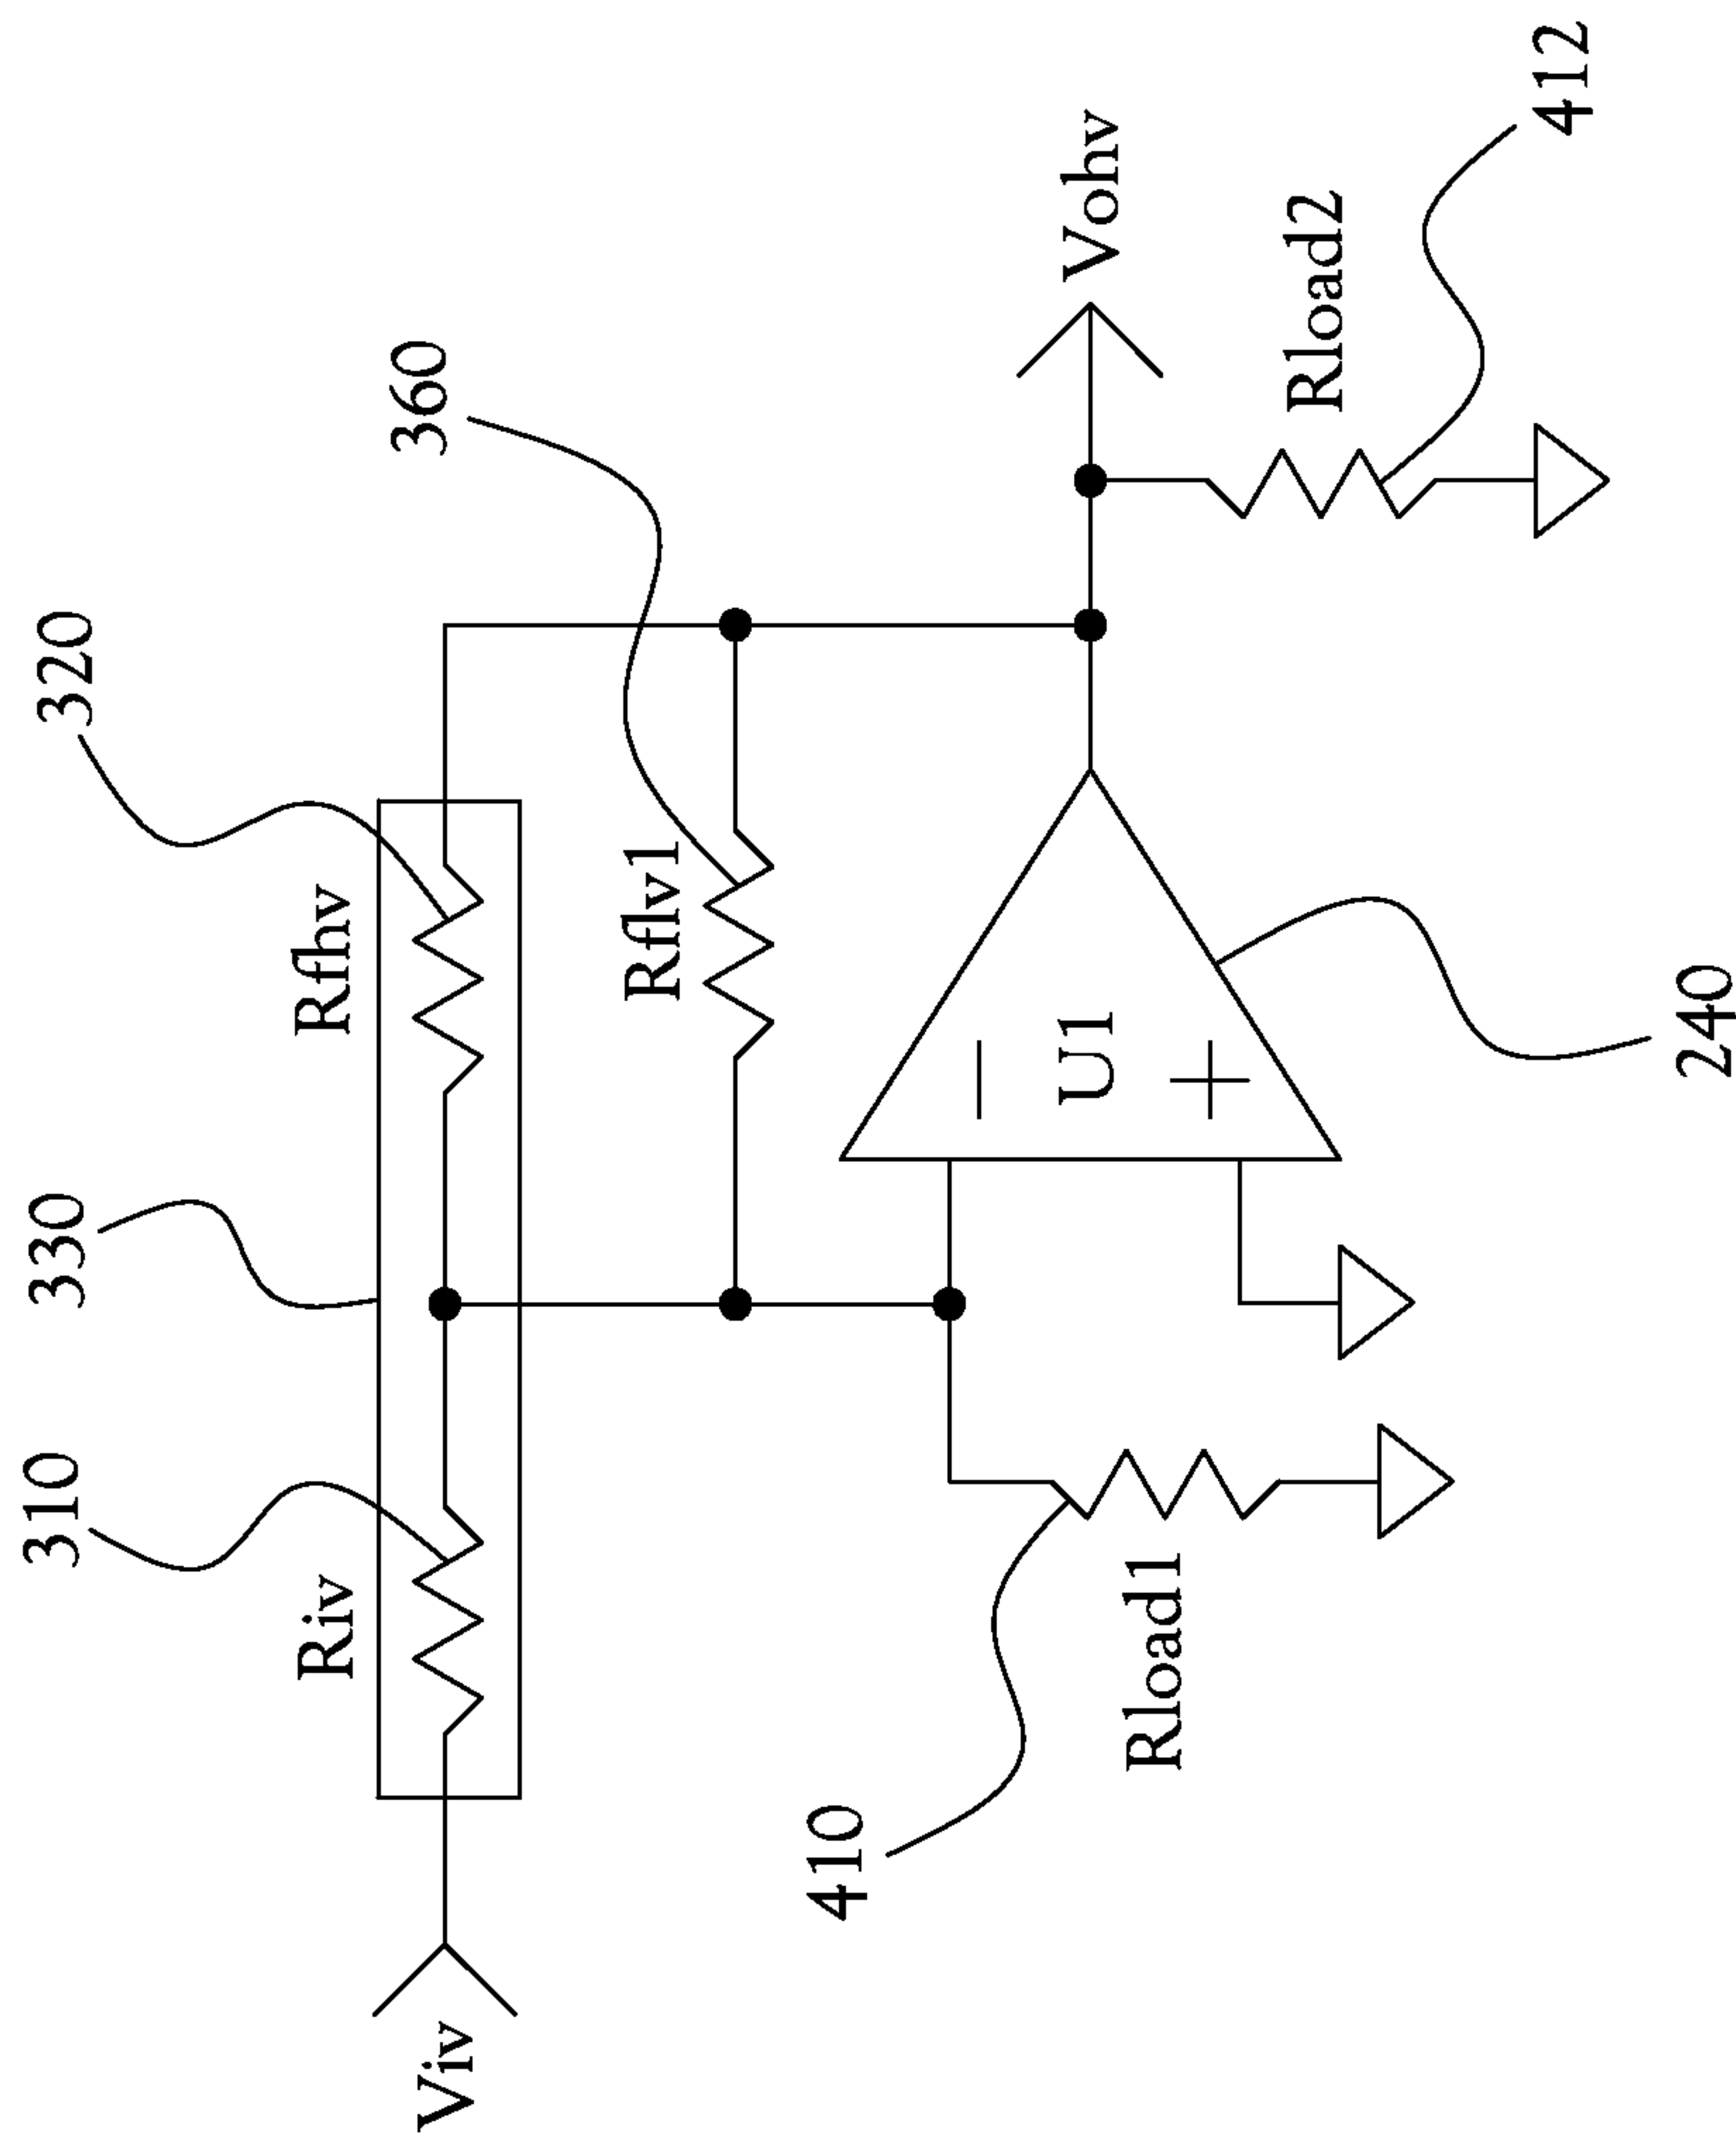 310
330
320
Riv
Rfhv
360
Viv
Rflv1
410
−
U1
Vohv
Rload1
+
Rload2
412
240